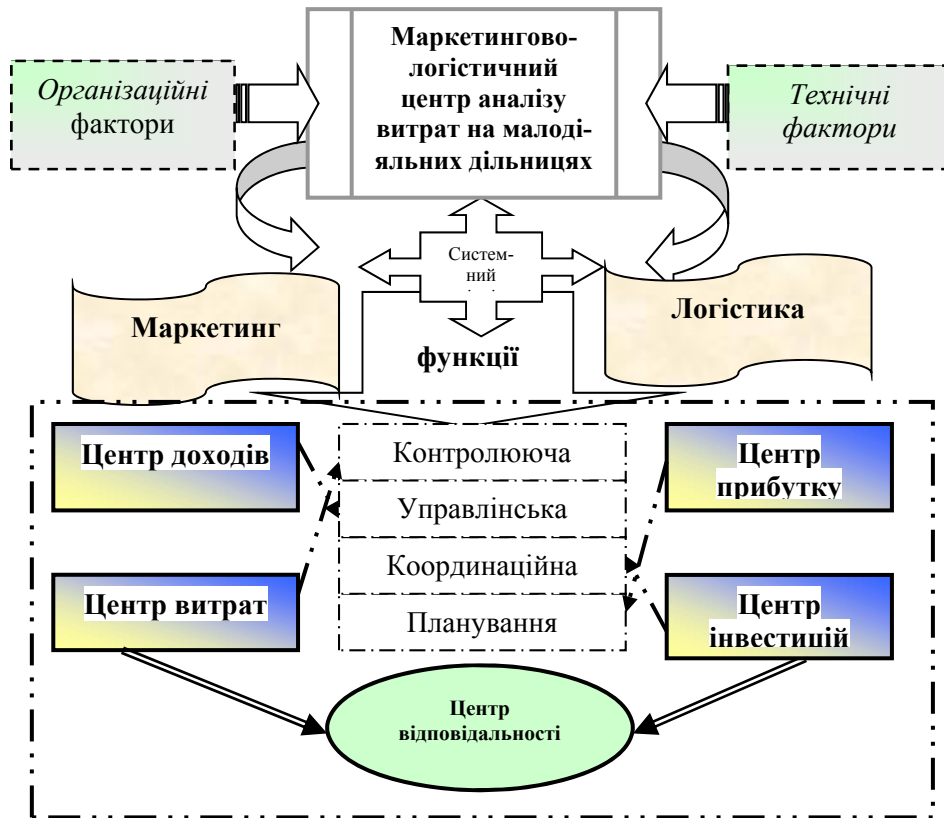 Маркетингово-
логістичний
центр аналізу
витрат на малоді-
яльних дільницях
Організаційні
фактори
Технічні
фактори
Систем-
ний
Маркетинг
Логістика
функції
Центр доходів
Контролююча
Центр
прибутку
Управлінська
Координаційна
Центр витрат
Планування
Центр
інвестицій
Центр
відповідальності